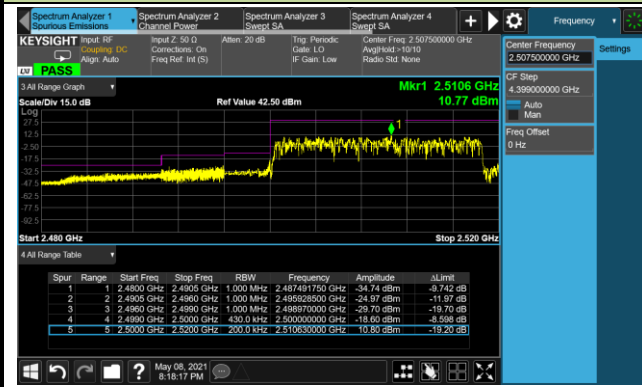 Spectrum Analyzer 1
Spurious Emissions
Spectrum Analyzer 2
Channel Power
Spectrum Analyzer 3
Swept SA
Spectrum Analyzer 4
Swept SA
Frequency
KEYSIGHT
Input: RF
Coupling: DC
Align: Auto
Input Z: 50 Ω
Corrections: On
Freq Ref: Int (S)
Atten: 20 dB
Trig: Periodic
Gate: LO
IF Gain: Low
Center Freq: 2.507500000 GHz
Avg|Hold:>10/10
Radio Std: None
LXI PASS
Center Frequency
2.507500000 GHz
Settings
CF Step
4.399000000 GHz
Auto
Man
Freq Offset
0 Hz
3 All Range Graph
Mkr1 2.5106 GHz
Scale/Div 15.0 dB
Ref Value 42.50 dBm
10.77 dBm
Log
27.5
12.5
-2.50
-17.5
-32.5
-47.5
-62.5
-77.5
-92.5
1
Start 2.480 GHz
Stop 2.520 GHz
4 All Range Table
Spur Range Start Freq Stop Freq RBW Frequency Amplitude ΔLimit
1 1 2.4800 GHz 2.4905 GHz 1.000 MHz 2.487491750 GHz -34.74 dBm -9.742 dB
2 2 2.4905 GHz 2.4960 GHz 1.000 MHz 2.495928500 GHz -24.97 dBm -11.97 dB
3 3 2.4960 GHz 2.4990 GHz 1.000 MHz 2.498970000 GHz -29.70 dBm -19.70 dB
4 4 2.4990 GHz 2.5000 GHz 430.0 kHz 2.500000000 GHz -18.60 dBm -8.598 dB
5 5 2.5000 GHz 2.5200 GHz 200.0 kHz 2.510630000 GHz 10.80 dBm -19.20 dB
May 08, 2021
8:18:17 PM